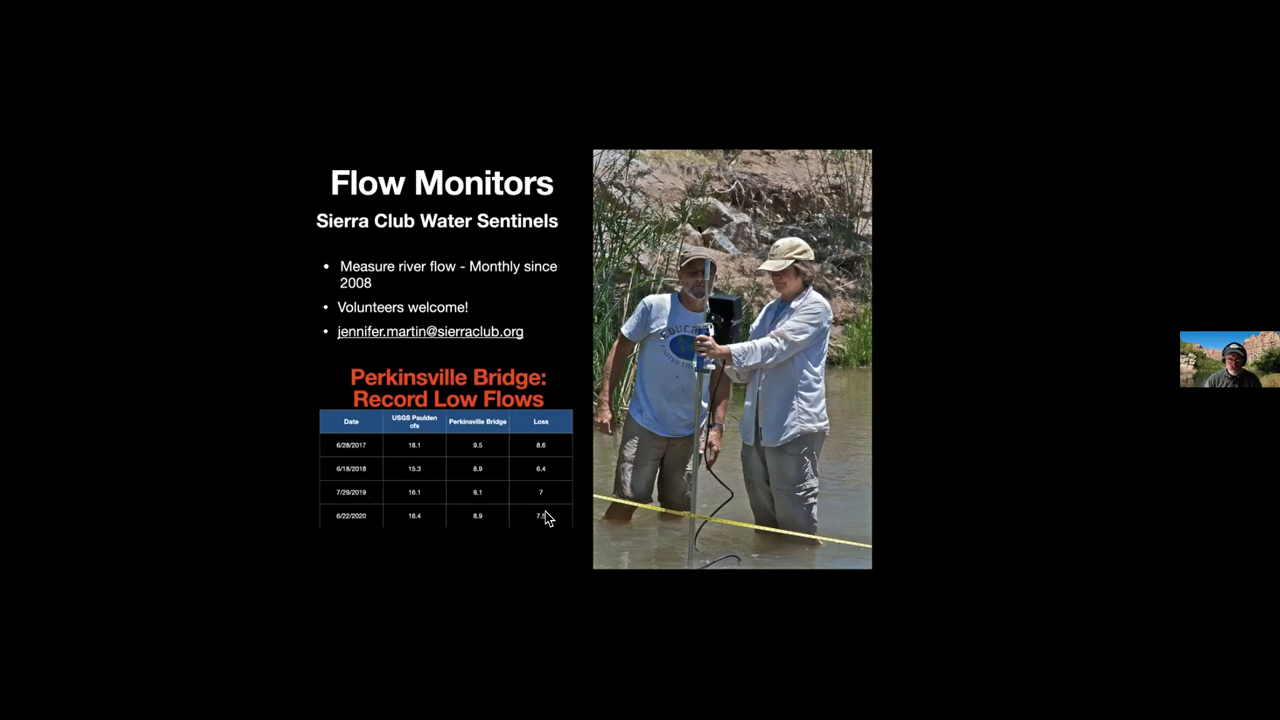 Flow Monitors
Sierra Club Water Sentinels
• Measure river flow - Monthly since
2008
• Volunteers welcome!
• jennifer.martin@sierraclub.org
Perkinsville Bridge:
Record Low Flows
Date USGS Paulden cfs Perkinsville Bridge Loss
6/28/2017 18.1 9.5 8.6
6/18/2018 15.3 8.9 6.4
7/29/2019 16.1 9.1 7
6/22/2020 16.4 8.9